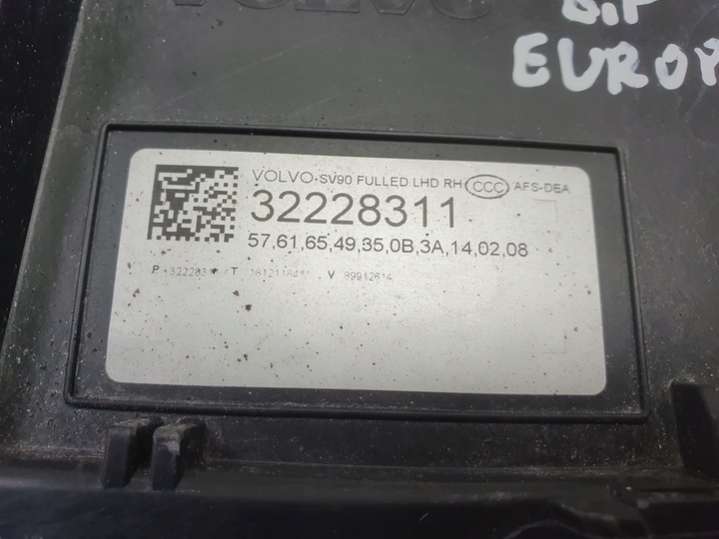 VOLVO
EUROP
VOLVO-SV90 FULLED LHD RH CCC AFS-DEA
32228311
57,61,65,49,35,0B,3A,14,02,08
P T V 89912614